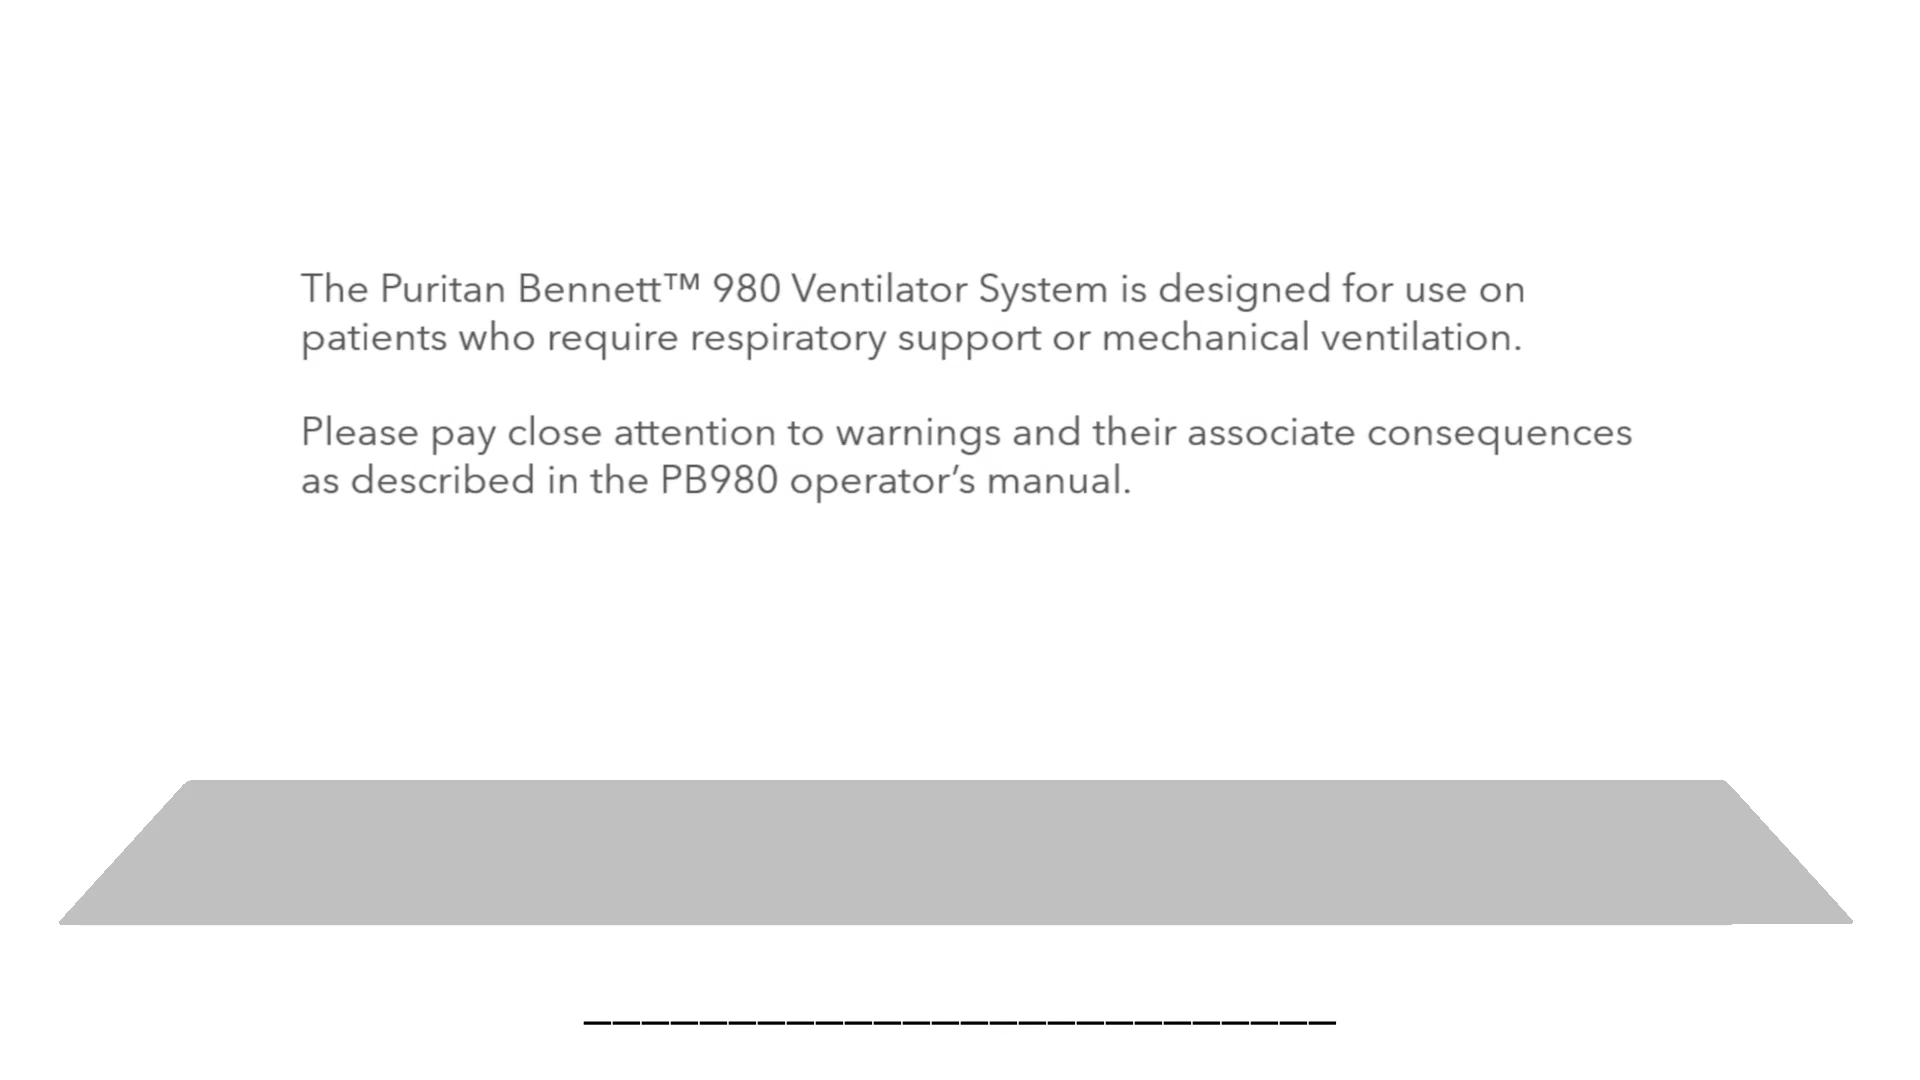 The Puritan Bennett™ 980 Ventilator System is designed for use on
patients who require respiratory support or mechanical ventilation.
Please pay close attention to warnings and their associate consequences
as described in the PB980 operator’s manual.
__________________________